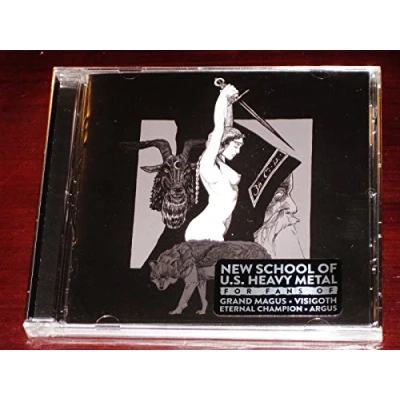 NEW SCHOOL OF
U.S. HEAVY METAL
FOR FANS OF
GRAND MAGUS • VISIGOTH
ETERNAL CHAMPION • ARGUS